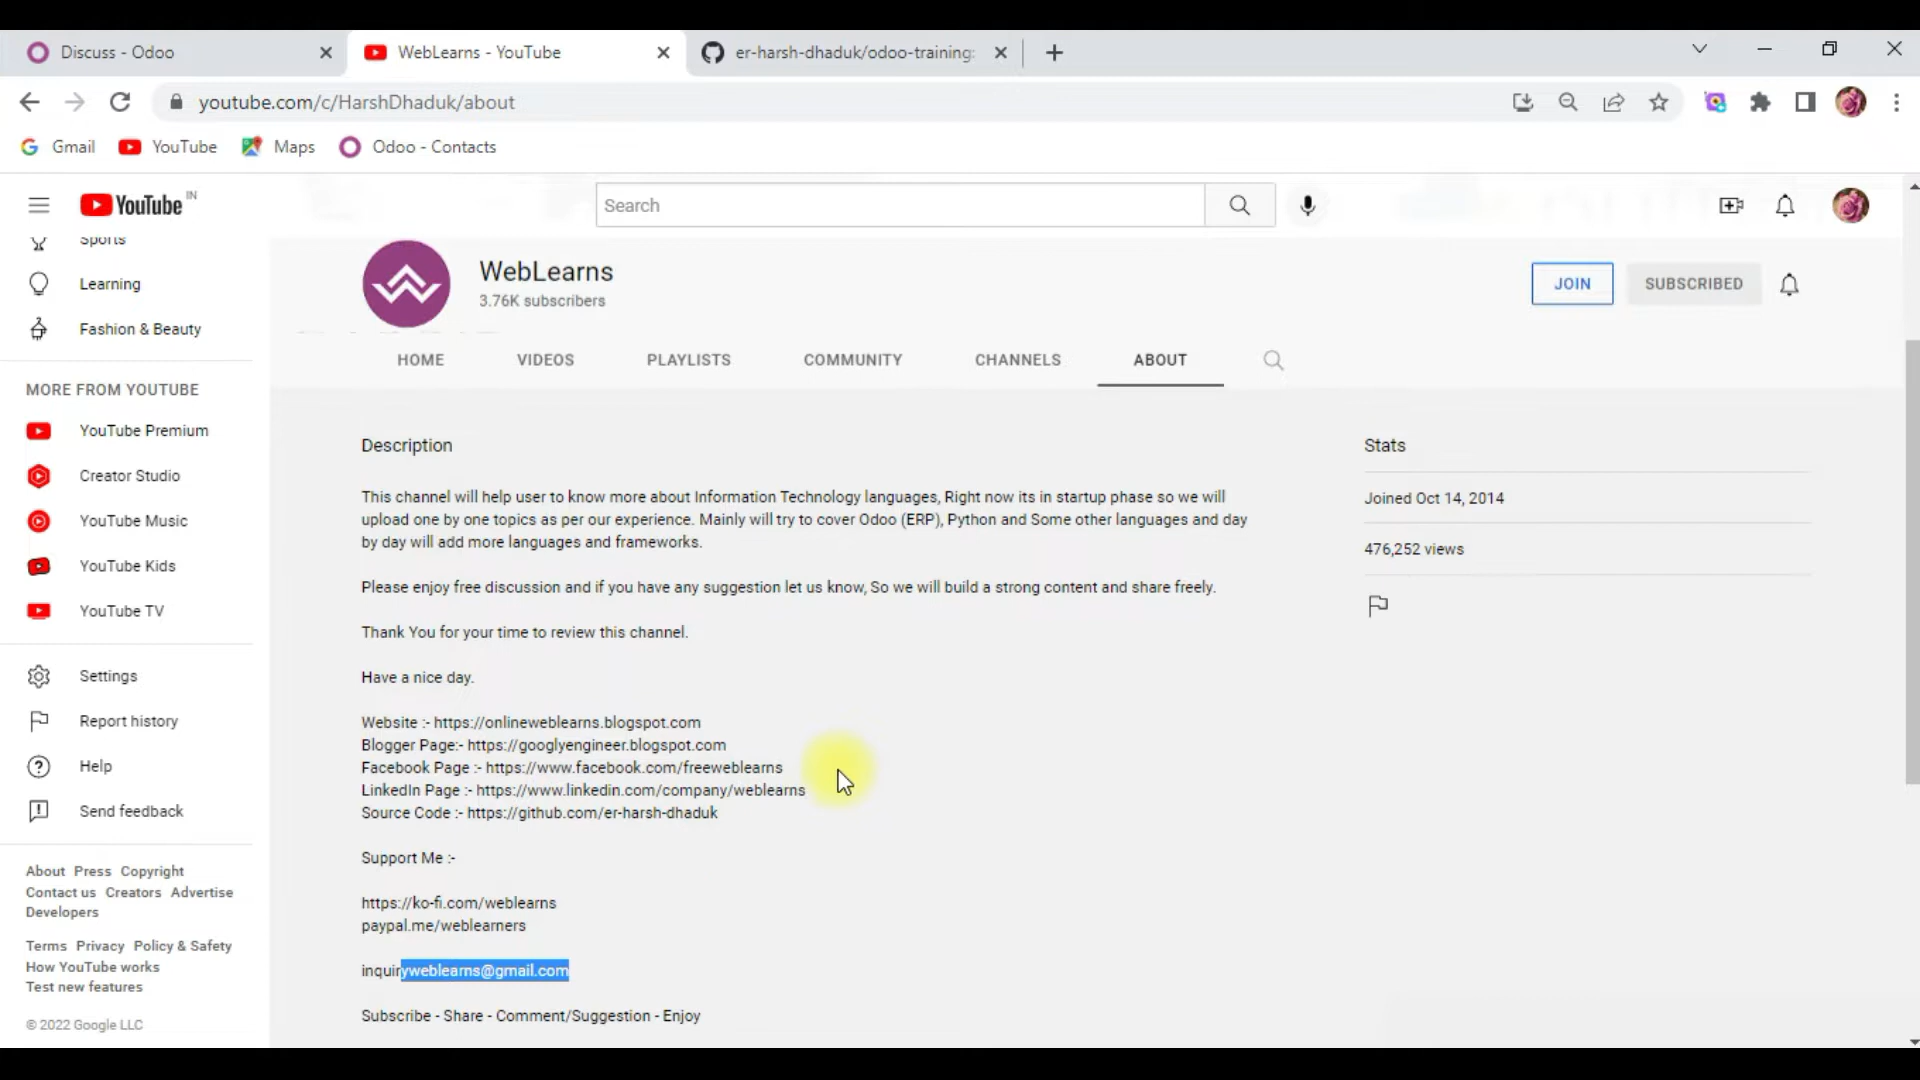 Discuss - Odoo
WebLearns - YouTube
er-harsh-dhaduk/odoo-training
youtube.com/c/HarshDhaduk/about
Gmail
YouTube
Maps
Odoo - Contacts
YouTube IN
Search
Sports
Learning
Fashion & Beauty
MORE FROM YOUTUBE
YouTube Premium
Creator Studio
YouTube Music
YouTube Kids
YouTube TV
Settings
Report history
Help
Send feedback
About Press Copyright
Contact us Creators Advertise
Developers
Terms Privacy Policy & Safety
How YouTube works
Test new features
© 2022 Google LLC
WebLearns
3.76K subscribers
JOIN
SUBSCRIBED
HOME
VIDEOS
PLAYLISTS
COMMUNITY
CHANNELS
ABOUT
Description
This channel will help user to know more about Information Technology languages, Right now its in startup phase so we will
upload one by one topics as per our experience. Mainly will try to cover Odoo (ERP), Python and Some other languages and day
by day will add more languages and frameworks.
Please enjoy free discussion and if you have any suggestion let us know, So we will build a strong content and share freely.
Thank You for your time to review this channel.
Have a nice day.
Website :- https://onlineweblearns.blogspot.com
Blogger Page:- https://googlyengineer.blogspot.com
Facebook Page :- https://www.facebook.com/freeweblearns
LinkedIn Page :- https://www.linkedin.com/company/weblearns
Source Code :- https://github.com/er-harsh-dhaduk
Support Me :-
https://ko-fi.com/weblearns
paypal.me/weblearners
inquiryweblearns@gmail.com
Subscribe - Share - Comment/Suggestion - Enjoy
Stats
Joined Oct 14, 2014
476,252 views